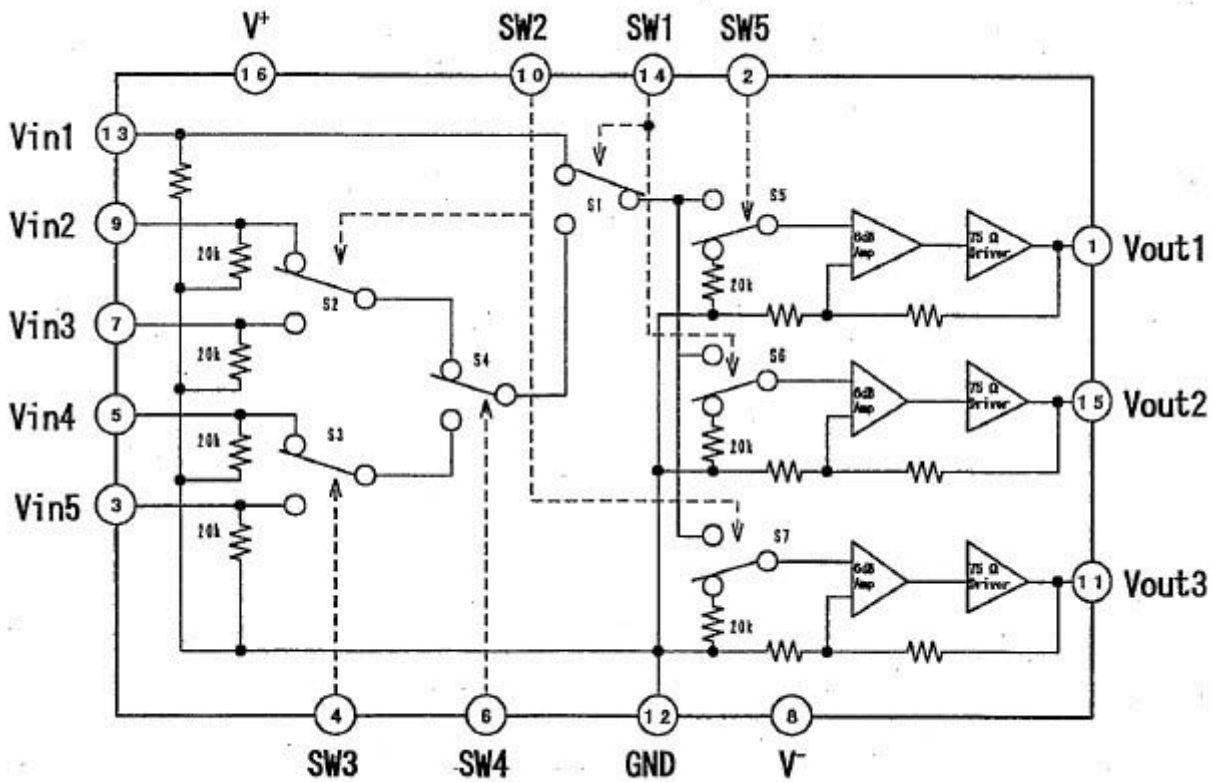 V⁺
SW2
SW1
SW5
16
10
14
2
Vin1
13
S1
S5
Vin2
9
20k
6dB
Amp
75 Ω
Driver
1
Vout1
S2
20k
Vin3
7
20k
S4
S6
6dB
Amp
75 Ω
Driver
15
Vout2
Vin4
5
20k
S3
20k
Vin5
3
20k
S7
6dB
Amp
75 Ω
Driver
11
Vout3
20k
4
6
12
8
SW3
SW4
GND
V⁻